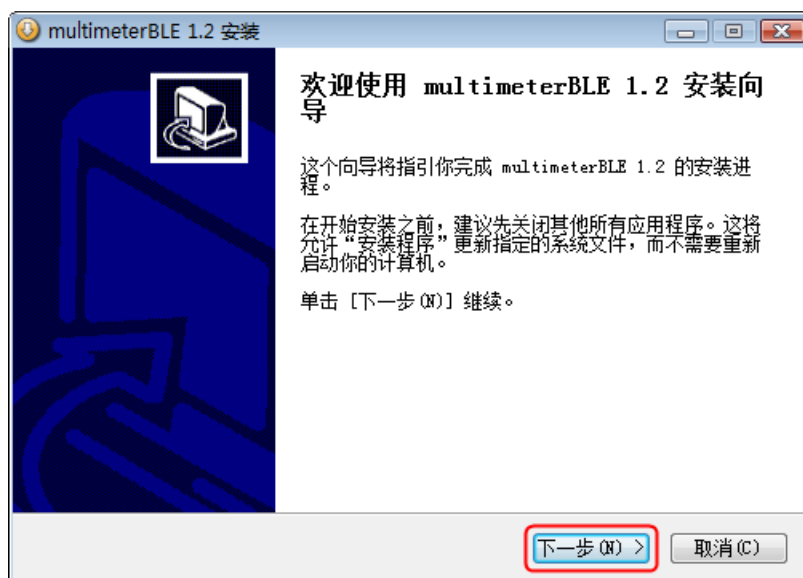 multimeterBLE 1.2 安装
欢迎使用 multimeterBLE 1.2 安装向
导
这个向导将指引你完成 multimeterBLE 1.2 的安装进
程。
在开始安装之前，建议先关闭其他所有应用程序。这将
允许“安装程序”更新指定的系统文件，而不需要重新
启动你的计算机。
单击 [下一步(N)] 继续。
下一步(N) >
取消(C)